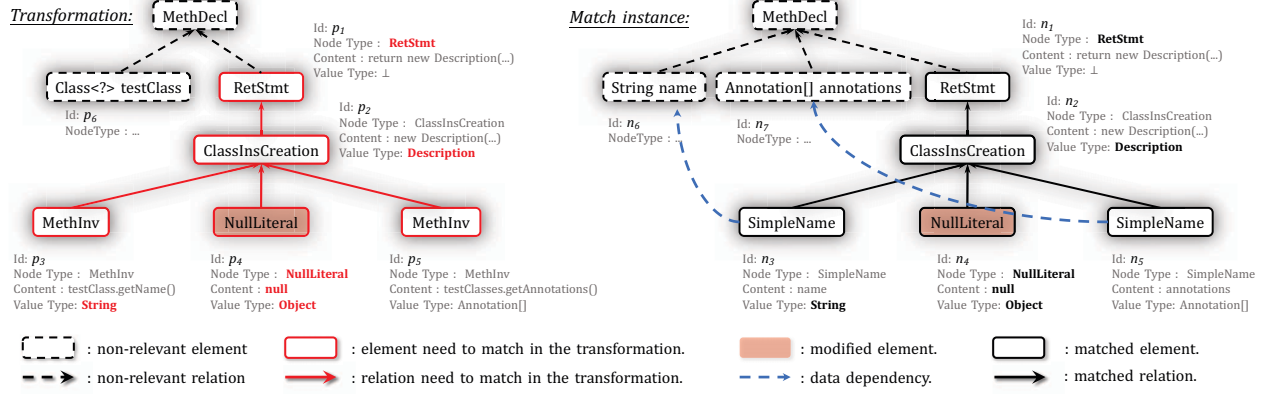 Transformation:
MethDecl
Id: p1
Node Type : RetStmt
Content : return new Description(...)
Value Type: ⊥
Class<?> testClass
RetStmt
Id: p6
NodeType : ...
Id: p2
Node Type : ClassInsCreation
Content : new Description(...)
Value Type: Description
ClassInsCreation
MethInv
NullLiteral
MethInv
Id: p3
Node Type : MethInv
Content : testClass.getName()
Value Type: String
Id: p4
Node Type : NullLiteral
Content : null
Value Type: Object
Id: p5
Node Type : MethInv
Content : testClasses.getAnnotations()
Value Type: Annotation[]
Match instance:
MethDecl
Id: n1
Node Type : RetStmt
Content : return new Description(...)
Value Type: ⊥
String name
Annotation[] annotations
RetStmt
Id: n6
NodeType : ...
Id: n7
NodeType : ...
Id: n2
Node Type : ClassInsCreation
Content : new Description(...)
Value Type: Description
ClassInsCreation
SimpleName
NullLiteral
SimpleName
Id: n3
Node Type : SimpleName
Content : name
Value Type: String
Id: n4
Node Type : NullLiteral
Content : null
Value Type: Object
Id: n5
Node Type : SimpleName
Content : annotations
Value Type: Annotation[]
: non-relevant element
: element need to match in the transformation.
: modified element.
: matched element.
: non-relevant relation
: relation need to match in the transformation.
: data dependency.
: matched relation.